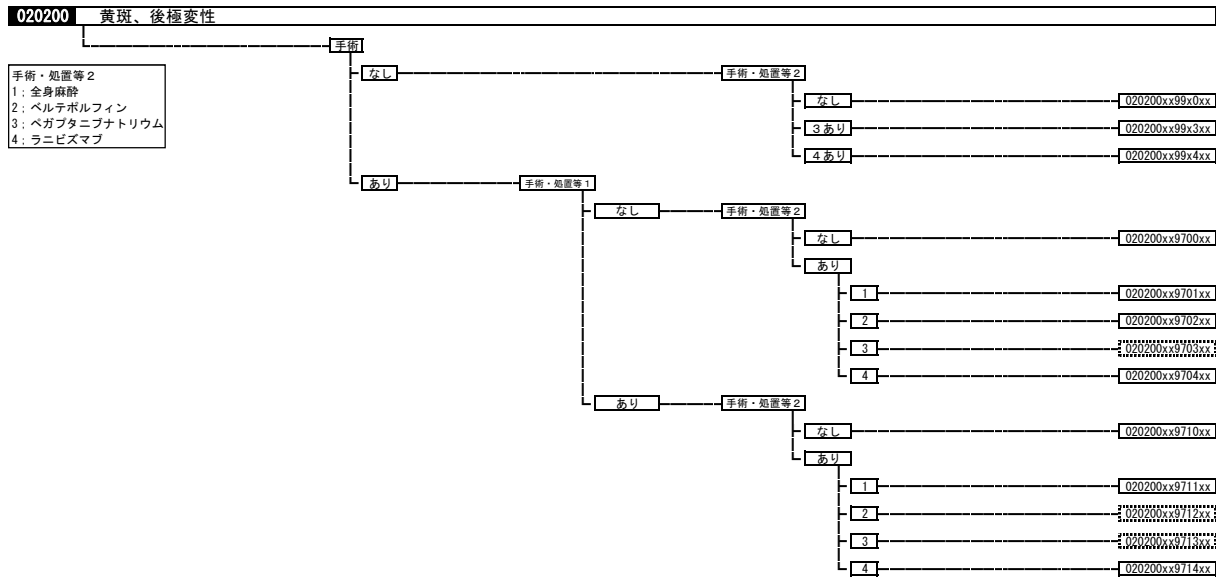 020200 黄斑、後極変性
手術
手術・処置等２
1；全身麻酔
2；ベルテポルフィン
3；ペガプタニブナトリウム
4；ラニビズマブ
なし 手術・処置等２
なし 020200xx99x0xx
３あり 020200xx99x3xx
４あり 020200xx99x4xx
あり 手術・処置等１
なし 手術・処置等２
なし 020200xx9700xx
あり
1 020200xx9701xx
2 020200xx9702xx
3 020200xx9703xx
4 020200xx9704xx
あり 手術・処置等２
なし 020200xx9710xx
あり
1 020200xx9711xx
2 020200xx9712xx
3 020200xx9713xx
4 020200xx9714xx